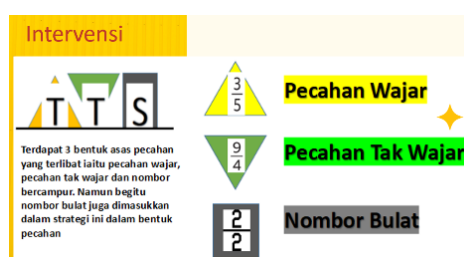 Intervensi
T T S
Terdapat 3 bentuk asas pecahan
yang terlibat iaitu pecahan wajar,
pecahan tak wajar dan nombor
bercampur. Namun begitu
nombor bulat juga dimasukkan
dalam strategi ini dalam bentuk
pecahan
3
5
Pecahan Wajar
9
4
Pecahan Tak Wajar
2
2
Nombor Bulat